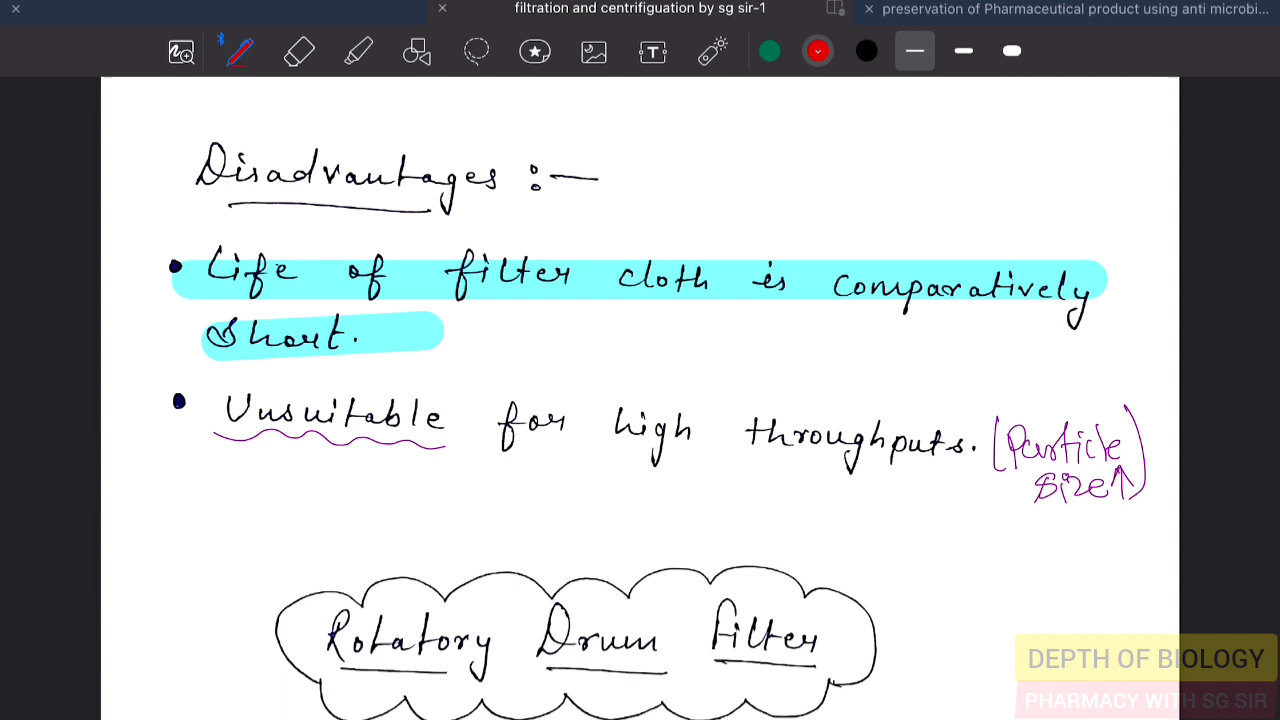 filtration and centrifiguation by sg sir-1
preservation of Pharmaceutical product using anti microbi...
Disadvantages :—
• Life of filter cloth is comparatively
short.
• Unsuitable for high throughputs. (Particle
size↑)
Rotatory Drum Filter
DEPTH OF BIOLOGY
PHARMACY WITH SG SIR